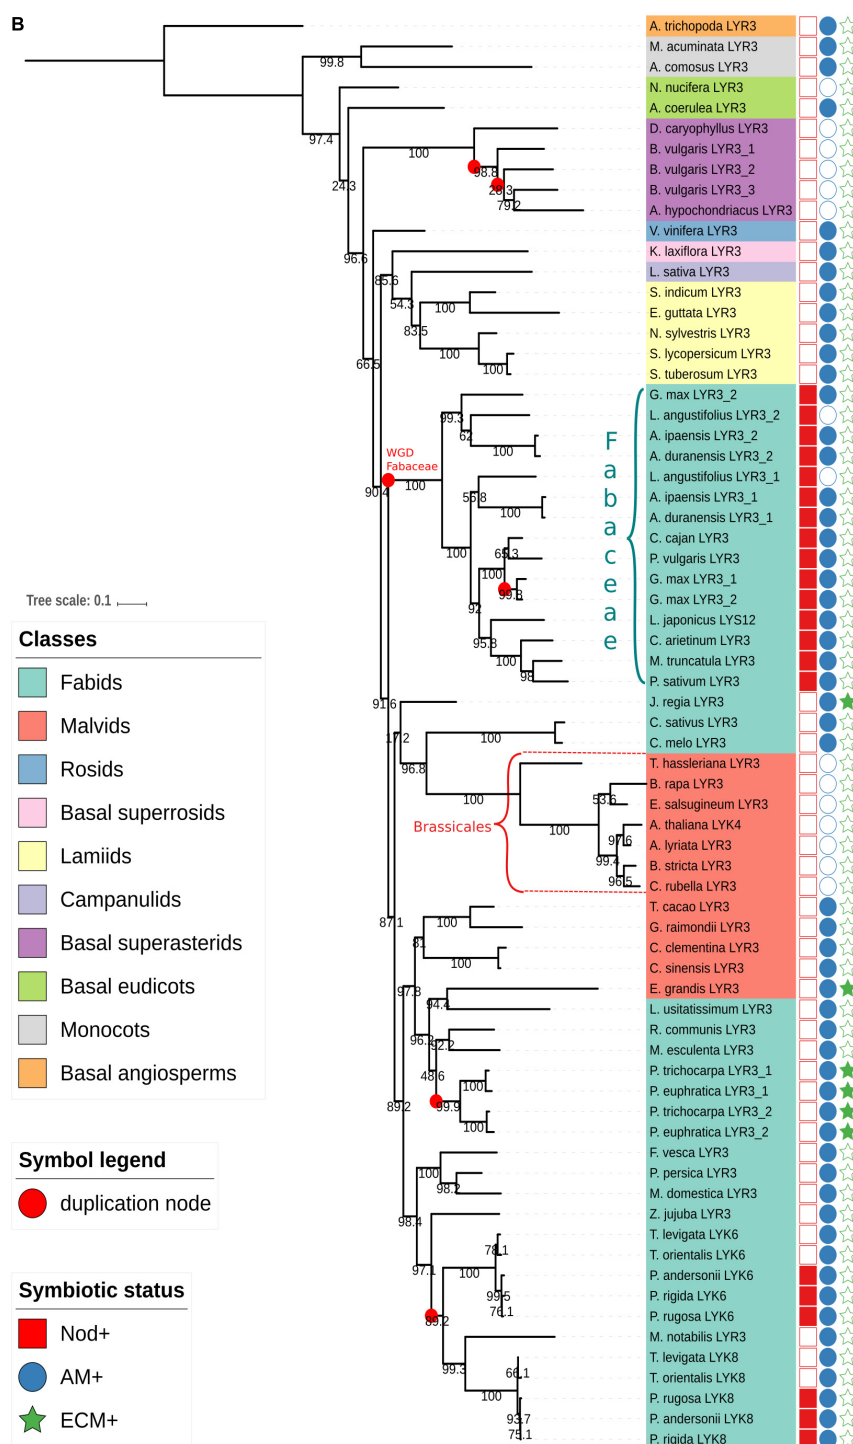 B
A. trichopoda LYR3
M. acuminata LYR3
99.8
A. comosus LYR3
N. nucifera LYR3
A. coerulea LYR3
97.4
D. caryophyllus LYR3
100
B. vulgaris LYR3_1
98.8
B. vulgaris LYR3_2
24.3
28.3
B. vulgaris LYR3_3
79.2
A. hypochondriacus LYR3
V. vinifera LYR3
96.6
K. laxiflora LYR3
85.6
L. sativa LYR3
S. indicum LYR3
54.3
100
E. guttata LYR3
83.5
N. sylvestris LYR3
100
S. lycopersicum LYR3
66.5
100
S. tuberosum LYR3
G. max LYR3_2
99.3
L. angustifolius LYR3_2
62
A. ipaensis LYR3_2
100
WGD
Fabaceae
A. duranensis LYR3_2
L. angustifolius LYR3_1
90.4
100
A. ipaensis LYR3_1
100
A. duranensis LYR3_1
C. cajan LYR3
100
65.3
P. vulgaris LYR3
100
G. max LYR3_1
99.8
G. max LYR3_2
92
L. japonicus LYS12
95.8
C. arietinum LYR3
100
M. truncatula LYR3
98
P. sativum LYR3
Fabaceae
Tree scale: 0.1
Classes
Fabids
Malvids
Rosids
Basal superrosids
Lamiids
Campanulids
Basal superasterids
Basal eudicots
Monocots
Basal angiosperms
91.6
J. regia LYR3
C. sativus LYR3
17.2
100
C. melo LYR3
96.8
T. hassleriana LYR3
B. rapa LYR3
100
53.6
E. salsugineum LYR3
Brassicales
100
A. thaliana LYK4
97.6
A. lyriata LYR3
99.4
B. stricta LYR3
96.5
C. rubella LYR3
T. cacao LYR3
87.1
100
G. raimondii LYR3
81
C. clementina LYR3
100
C. sinensis LYR3
97.8
E. grandis LYR3
94.4
L. usitatissimum LYR3
R. communis LYR3
96.2
92.2
M. esculenta LYR3
48.6
P. trichocarpa LYR3_1
100
P. euphratica LYR3_1
89.2
99.9
P. trichocarpa LYR3_2
100
P. euphratica LYR3_2
F. vesca LYR3
100
P. persica LYR3
98.2
M. domestica LYR3
98.4
Z. jujuba LYR3
T. levigata LYK6
78.1
T. orientalis LYK6
97.1
100
P. andersonii LYK6
99.5
P. rigida LYK6
76.1
P. rugosa LYK6
89.2
M. notabilis LYR3
T. levigata LYK8
99.3
66.1
T. orientalis LYK8
100
P. rugosa LYK8
93.7
P. andersonii LYK8
75.1
P. rigida LYK8
Symbol legend
duplication node
Symbiotic status
Nod+
AM+
ECM+